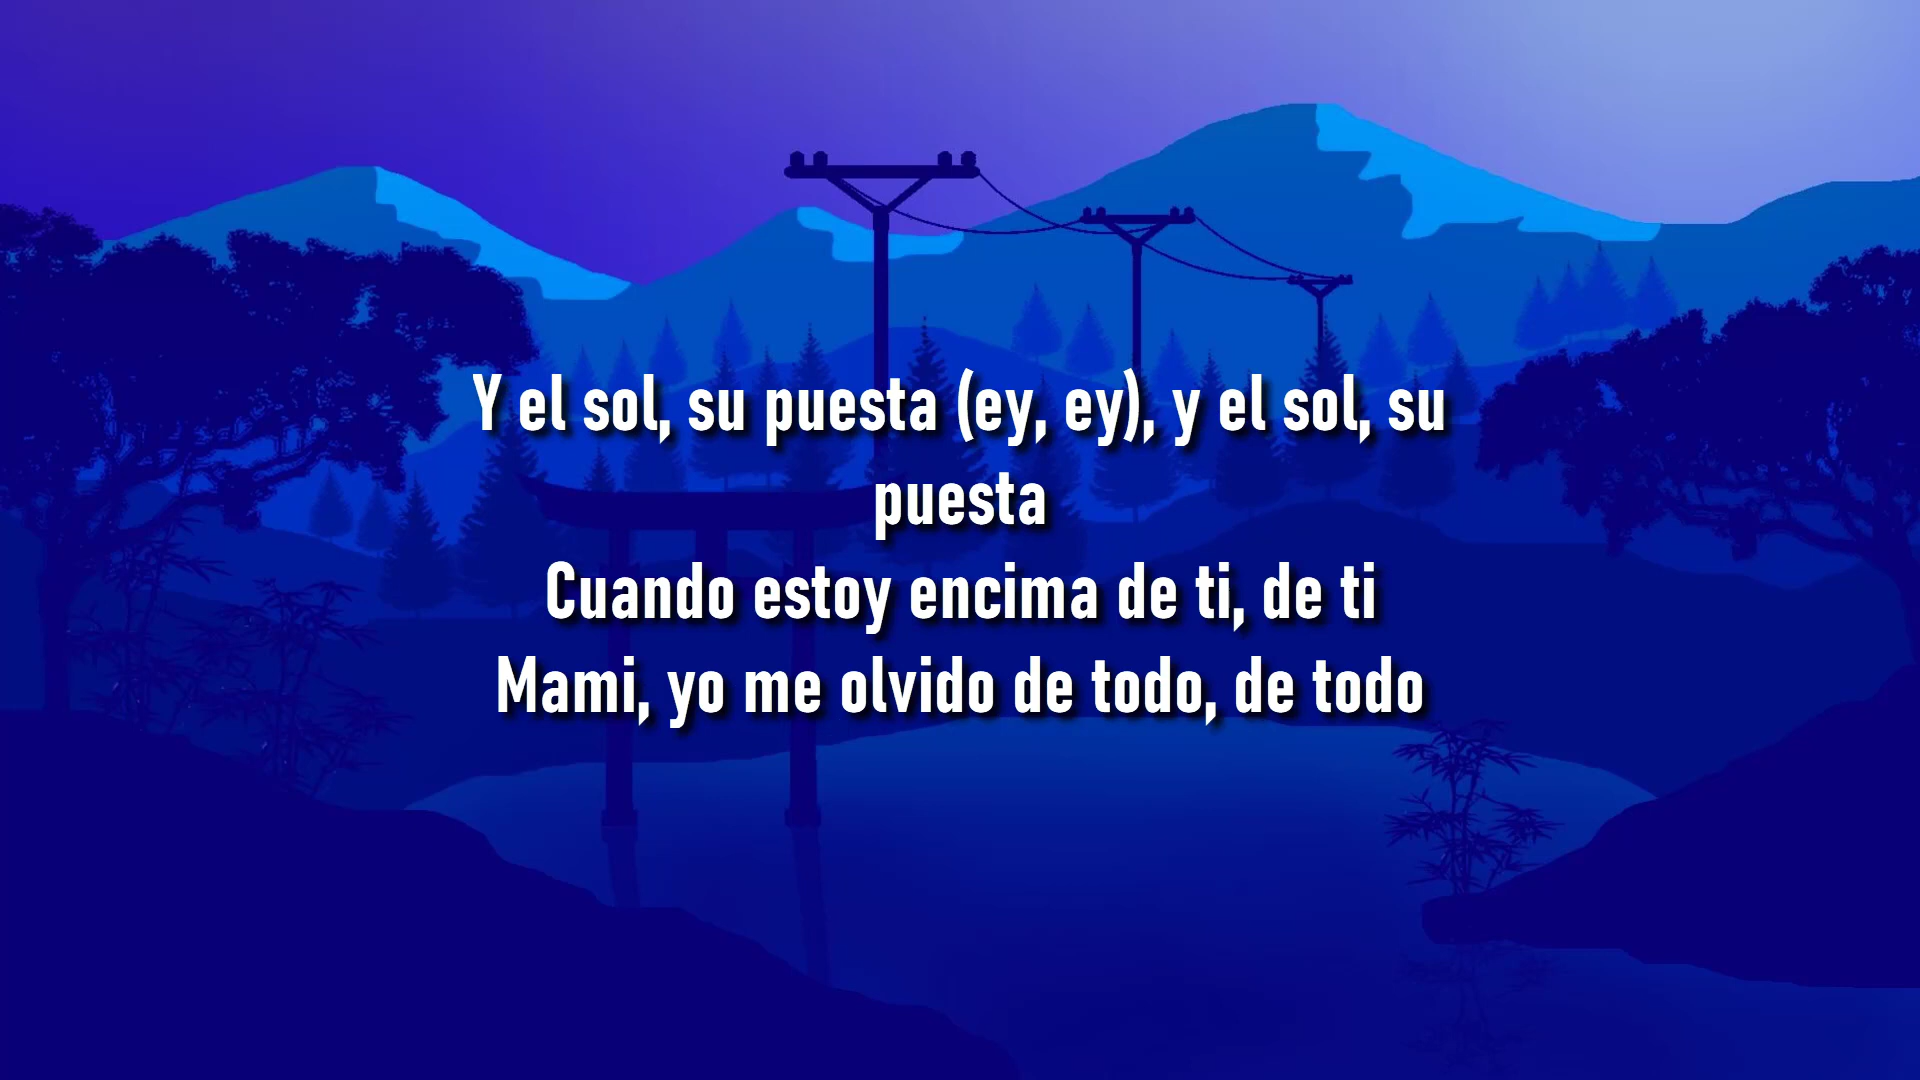 Y el sol, su puesta (ey, ey), y el sol, su
puesta
Cuando estoy encima de ti, de ti
Mami, yo me olvido de todo, de todo